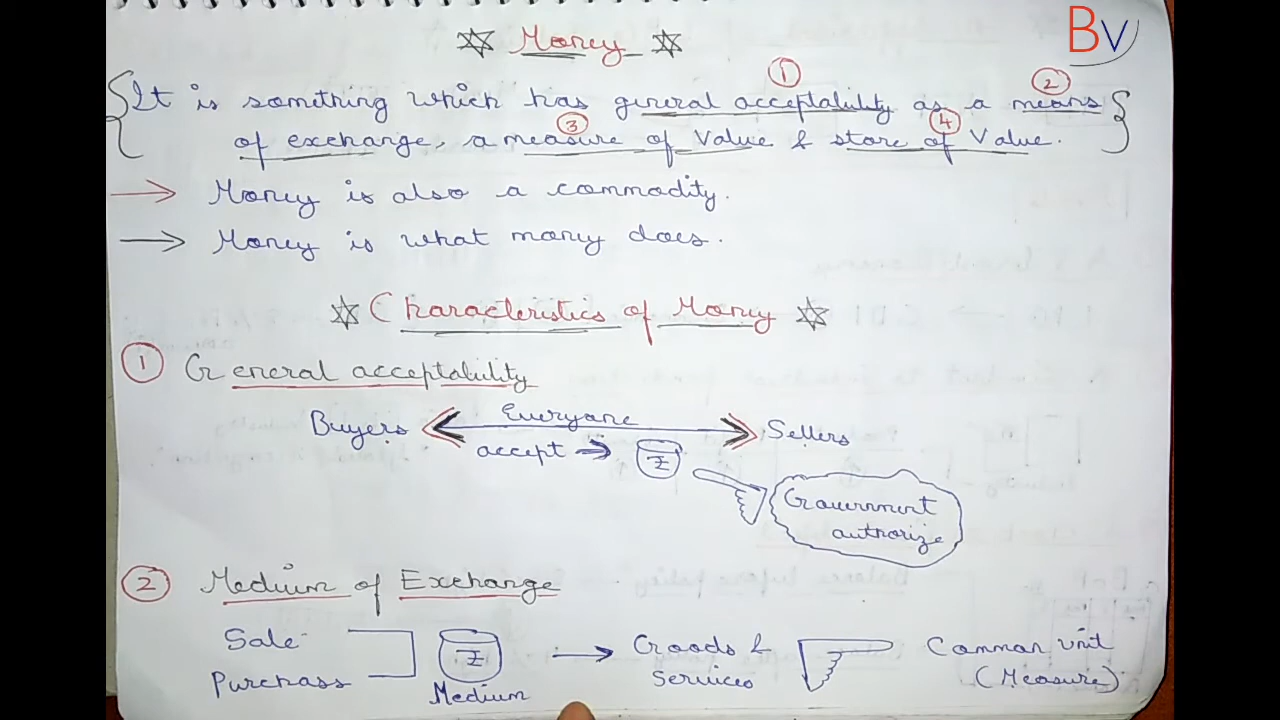 BV
Money
①
②
It is something which has general acceptability as a means
③
④
of exchange, a measure of Value & store of Value.
→ Money is also a commodity.
→ Money is what money does.
Characteristics of Money
① General acceptability
Buyers
Everyone
Sellers
accept →
Government
authorize
② Medium of Exchange
Sale
Purchass
Medium
→ Goods &
Services
Common unit
(Measure)